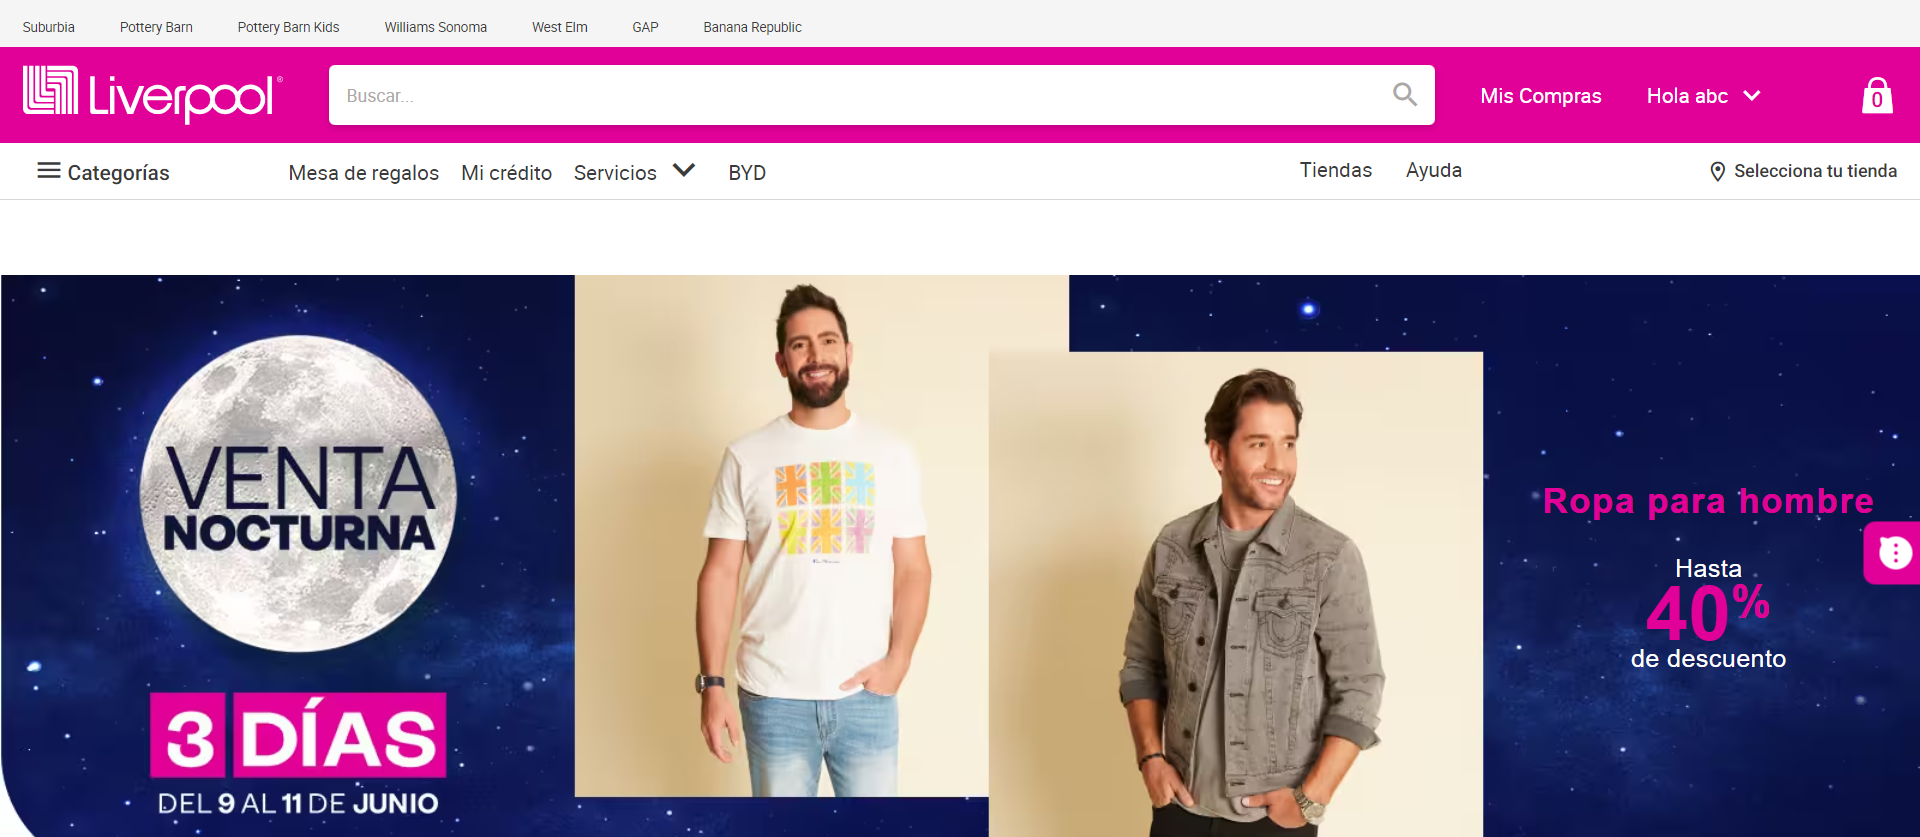 Suburbia Pottery Barn Pottery Barn Kids Williams Sonoma West Elm GAP Banana Republic
Liverpool®
Buscar...
Mis Compras
Hola abc
0
Categorías
Mesa de regalos Mi crédito Servicios BYD
Tiendas Ayuda
Selecciona tu tienda
VENTA
NOCTURNA
3 DÍAS
DEL 9 AL 11 DE JUNIO
Ropa para hombre
Hasta
40%
de descuento